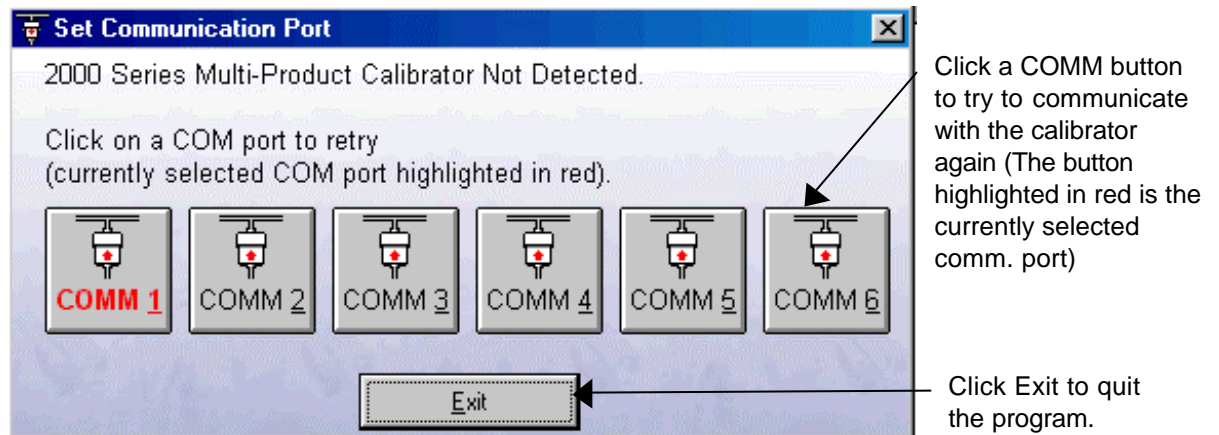 Set Communication Port
2000 Series Multi-Product Calibrator Not Detected.
Click on a COM port to retry
(currently selected COM port highlighted in red).
COMM 1
COMM 2
COMM 3
COMM 4
COMM 5
COMM 6
Exit
Click a COMM button
to try to communicate
with the calibrator
again (The button
highlighted in red is the
currently selected
comm. port)
Click Exit to quit
the program.